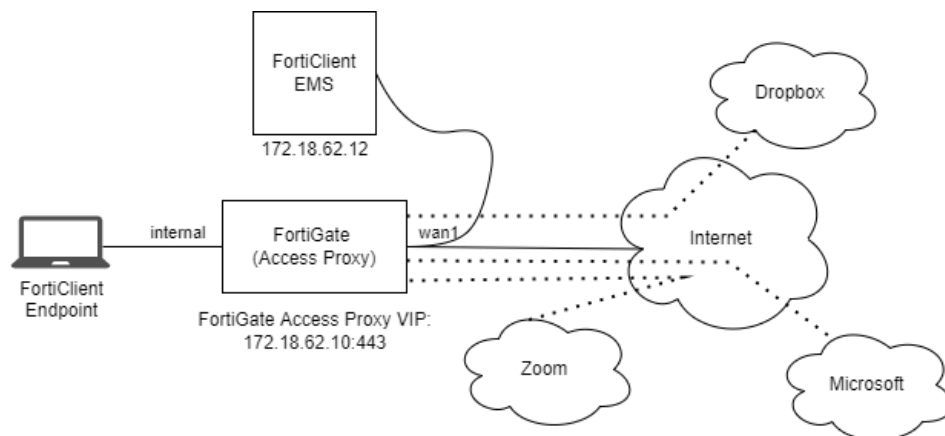 FortiClient
EMS
172.18.62.12
Dropbox
internal
FortiGate
(Access Proxy)
wan1
Internet
FortiClient
Endpoint
FortiGate Access Proxy VIP:
172.18.62.10:443
Zoom
Microsoft